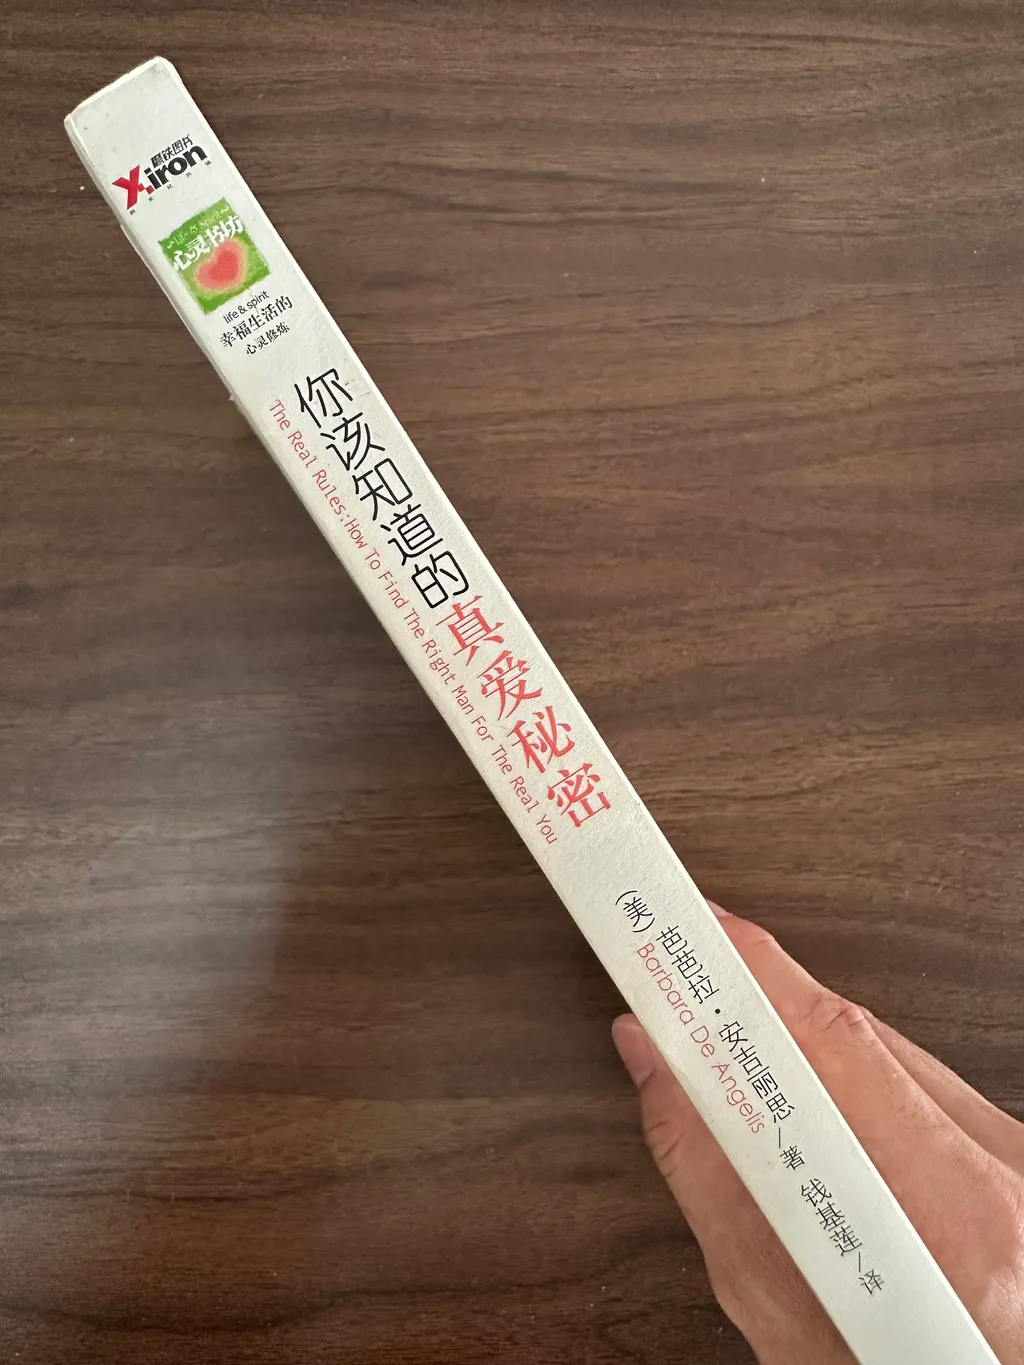 磨铁图书
X.iron
Life & Spirit
心灵书坊
life & spirit
幸福生活的
心灵修炼
你该知道的真爱秘密
The Real Rules:How To Find The Right Man For The Real You
(美)芭芭拉·安吉丽思/著 钱基莲/译
Barbara De Angelis